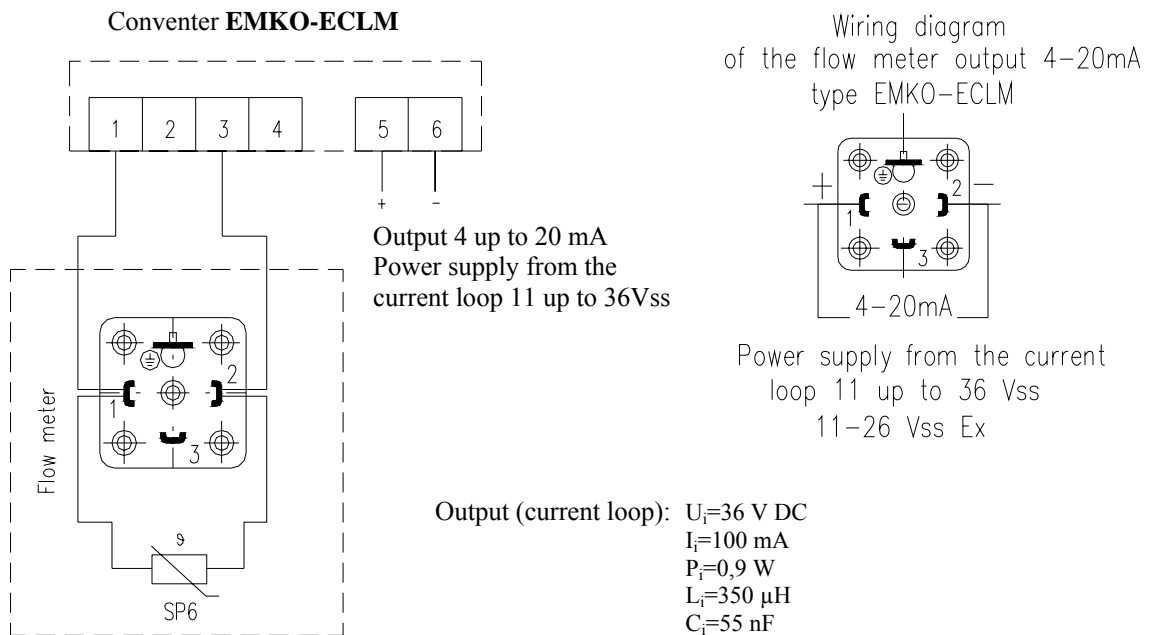 Conventer EMKO-ECLM
1 2 3 4 5 6
+ -
Output 4 up to 20 mA
Power supply from the
current loop 11 up to 36Vss
Flow meter
1
2
3
ϑ
SP6
Wiring diagram
of the flow meter output 4-20mA
type EMKO-ECLM
+ -
1
2
3
4-20mA
Power supply from the current
loop 11 up to 36 Vss
11-26 Vss Ex
Output (current loop): Ui=36 V DC
Ii=100 mA
Pi=0,9 W
Li=350 µH
Ci=55 nF